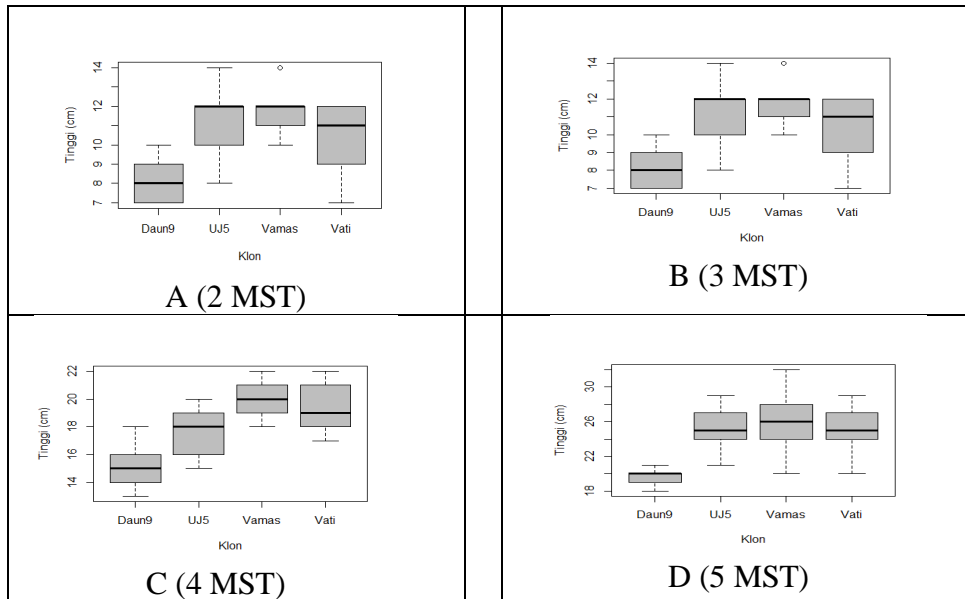 14
12
10
9
8
7
Tinggi (cm)
Daun9 UJ5 Vamas Vati
Klon
A (2 MST)
14
12
10
9
8
7
Tinggi (cm)
Daun9 UJ5 Vamas Vati
Klon
B (3 MST)
22
20
18
16
14
Tinggi (cm)
Daun9 UJ5 Vamas Vati
Klon
C (4 MST)
30
26
22
18
Tinggi (cm)
Daun9 UJ5 Vamas Vati
Klon
D (5 MST)